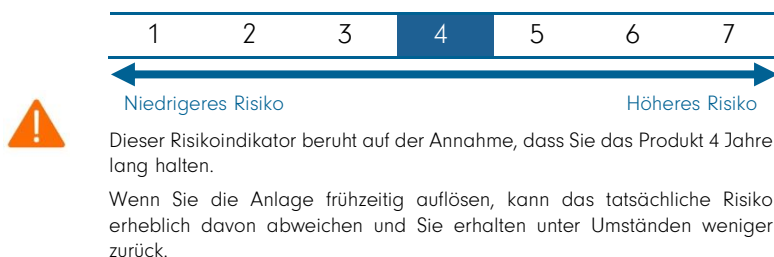 1 2 3 4 5 6 7
Niedrigeres Risiko Höheres Risiko
Dieser Risikoindikator beruht auf der Annahme, dass Sie das Produkt 4 Jahre
lang halten.
Wenn Sie die Anlage frühzeitig auflösen, kann das tatsächliche Risiko
erheblich davon abweichen und Sie erhalten unter Umständen weniger
zurück.